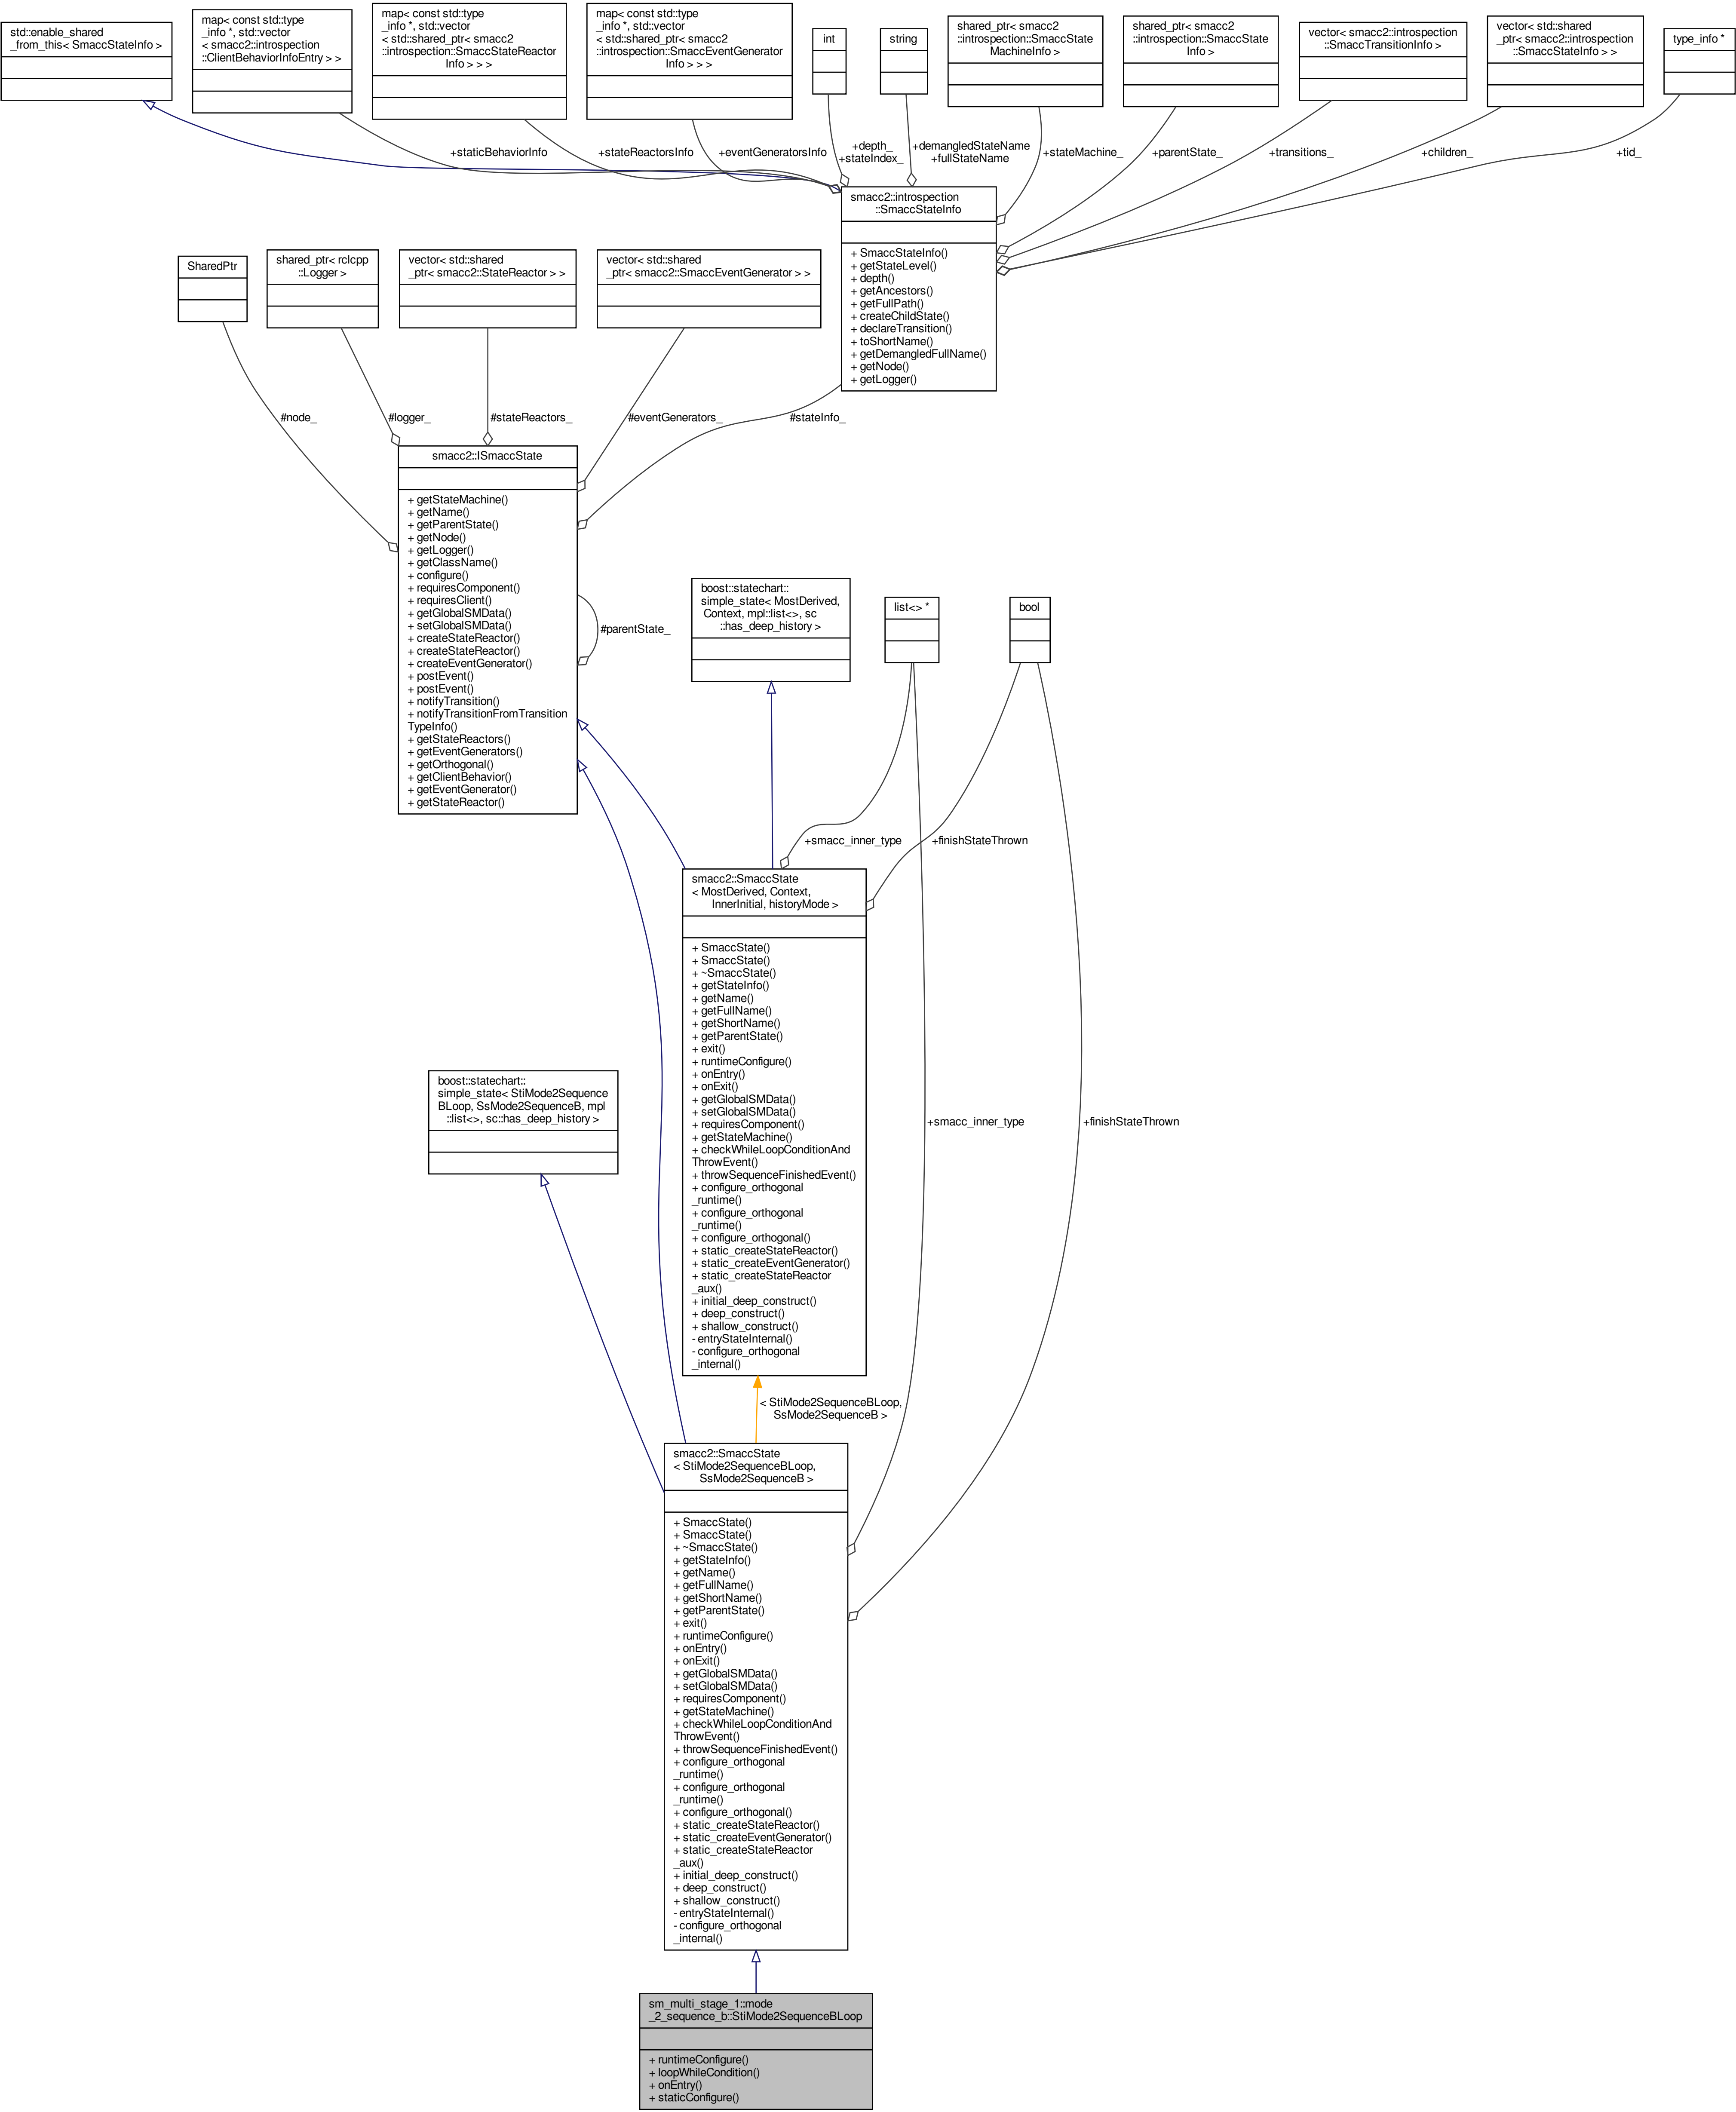 std::enable_shared
_from_this< SmaccStateInfo >
map< const std::type
_info *, std::vector
< smacc2::introspection
::ClientBehaviorInfoEntry > >
map< const std::type
_info *, std::vector
< std::shared_ptr< smacc2
::introspection::SmaccStateReactor
Info > > >
map< const std::type
_info *, std::vector
< std::shared_ptr< smacc2
::introspection::SmaccEventGenerator
Info > > >
int
string
shared_ptr< smacc2
::introspection::SmaccState
MachineInfo >
shared_ptr< smacc2
::introspection::SmaccState
Info >
vector< smacc2::introspection
::SmaccTransitionInfo >
vector< std::shared
_ptr< smacc2::introspection
::SmaccStateInfo > >
type_info *
+staticBehaviorInfo
+stateReactorsInfo
+eventGeneratorsInfo
+depth_
+stateIndex_
+demangledStateName
+fullStateName
+stateMachine_
+parentState_
+transitions_
+children_
+tid_
smacc2::introspection
::SmaccStateInfo
+ SmaccStateInfo()
+ getStateLevel()
+ depth()
+ getAncestors()
+ getFullPath()
+ createChildState()
+ declareTransition()
+ toShortName()
+ getDemangledFullName()
+ getNode()
+ getLogger()
SharedPtr
shared_ptr< rclcpp
::Logger >
vector< std::shared
_ptr< smacc2::StateReactor > >
vector< std::shared
_ptr< smacc2::SmaccEventGenerator > >
#node_
#logger_
#stateReactors_
#eventGenerators_
#stateInfo_
smacc2::ISmaccState
+ getStateMachine()
+ getName()
+ getParentState()
+ getNode()
+ getLogger()
+ getClassName()
+ configure()
+ requiresComponent()
+ requiresClient()
+ getGlobalSMData()
+ setGlobalSMData()
+ createStateReactor()
+ createStateReactor()
+ createEventGenerator()
+ postEvent()
+ postEvent()
+ notifyTransition()
+ notifyTransitionFromTransition
TypeInfo()
+ getStateReactors()
+ getEventGenerators()
+ getOrthogonal()
+ getClientBehavior()
+ getEventGenerator()
+ getStateReactor()
#parentState_
boost::statechart::
simple_state< MostDerived,
Context, mpl::list<>, sc
::has_deep_history >
list<> *
bool
+smacc_inner_type
+finishStateThrown
smacc2::SmaccState
< MostDerived, Context,
InnerInitial, historyMode >
+ SmaccState()
+ SmaccState()
+ ~SmaccState()
+ getStateInfo()
+ getName()
+ getFullName()
+ getShortName()
+ getParentState()
+ exit()
+ runtimeConfigure()
+ onEntry()
+ onExit()
+ getGlobalSMData()
+ setGlobalSMData()
+ requiresComponent()
+ getStateMachine()
+ checkWhileLoopConditionAnd
ThrowEvent()
+ throwSequenceFinishedEvent()
+ configure_orthogonal
_runtime()
+ configure_orthogonal
_runtime()
+ configure_orthogonal()
+ static_createStateReactor()
+ static_createEventGenerator()
+ static_createStateReactor
_aux()
+ initial_deep_construct()
+ deep_construct()
+ shallow_construct()
- entryStateInternal()
- configure_orthogonal
_internal()
boost::statechart::
simple_state< StiMode2Sequence
BLoop, SsMode2SequenceB, mpl
::list<>, sc::has_deep_history >
+smacc_inner_type
+finishStateThrown
< StiMode2SequenceBLoop,
SsMode2SequenceB >
smacc2::SmaccState
< StiMode2SequenceBLoop,
SsMode2SequenceB >
+ SmaccState()
+ SmaccState()
+ ~SmaccState()
+ getStateInfo()
+ getName()
+ getFullName()
+ getShortName()
+ getParentState()
+ exit()
+ runtimeConfigure()
+ onEntry()
+ onExit()
+ getGlobalSMData()
+ setGlobalSMData()
+ requiresComponent()
+ getStateMachine()
+ checkWhileLoopConditionAnd
ThrowEvent()
+ throwSequenceFinishedEvent()
+ configure_orthogonal
_runtime()
+ configure_orthogonal
_runtime()
+ configure_orthogonal()
+ static_createStateReactor()
+ static_createEventGenerator()
+ static_createStateReactor
_aux()
+ initial_deep_construct()
+ deep_construct()
+ shallow_construct()
- entryStateInternal()
- configure_orthogonal
_internal()
sm_multi_stage_1::mode
_2_sequence_b::StiMode2SequenceBLoop
+ runtimeConfigure()
+ loopWhileCondition()
+ onEntry()
+ staticConfigure()